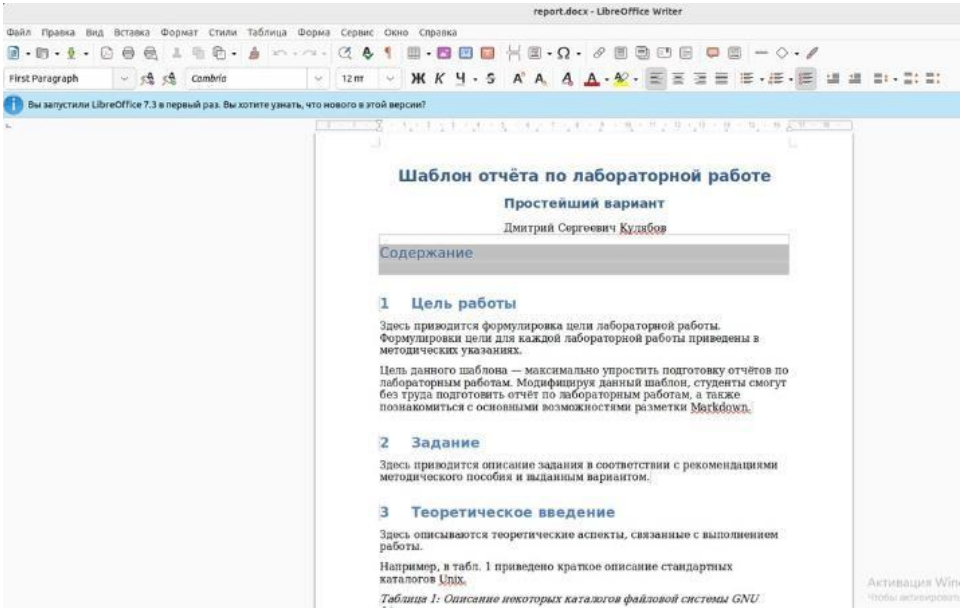 report.docx - LibreOffice Writer
Файл Правка Вид Вставка Формат Стили Таблица Форма Сервис Окно Справка
First Paragraph Cambria 12 пт Ж К Ч S
Вы запустили LibreOffice 7.3 в первый раз. Вы хотите узнать, что нового в этой версии?
Шаблон отчёта по лабораторной работе
Простейший вариант
Дмитрий Сергеевич Кулябов
Содержание
1 Цель работы
Здесь приводится формулировка цели лабораторной работы.
Формулировки цели для каждой лабораторной работы приведены в
методических указаниях.
Цель данного шаблона — максимально упростить подготовку отчётов по
лабораторным работам. Модифицируя данный шаблон, студенты смогут
без труда подготовить отчёт по лабораторным работам, а также
познакомиться с основными возможностями разметки Markdown.
2 Задание
Здесь приводится описание задания в соответствии с рекомендациями
методического пособия и выданным вариантом.
3 Теоретическое введение
Здесь описываются теоретические аспекты, связанные с выполнением
работы.
Например, в табл. 1 приведено краткое описание стандартных
каталогов Unix.
Таблица 1: Описание некоторых каталогов файловой системы GNU
Активация Win
Чтобы активировать